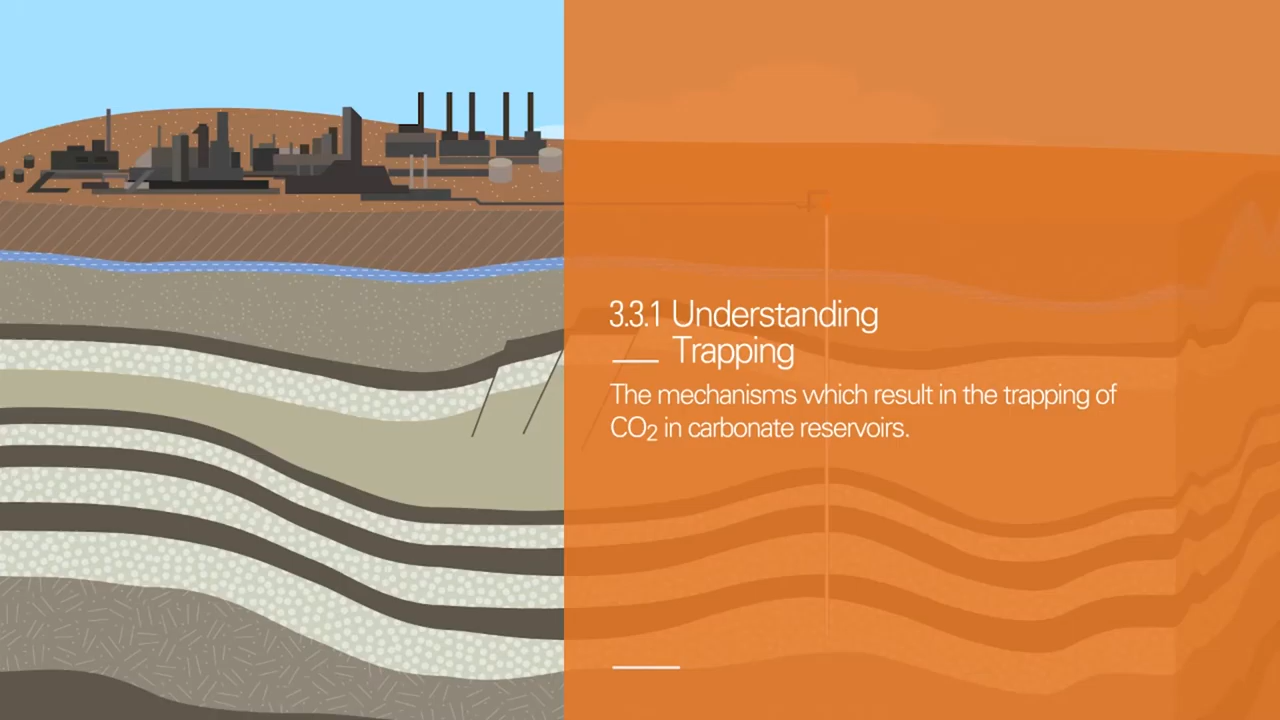 3.3.1 Understanding
Trapping
The mechanisms which result in the trapping of
CO₂ in carbonate reservoirs.